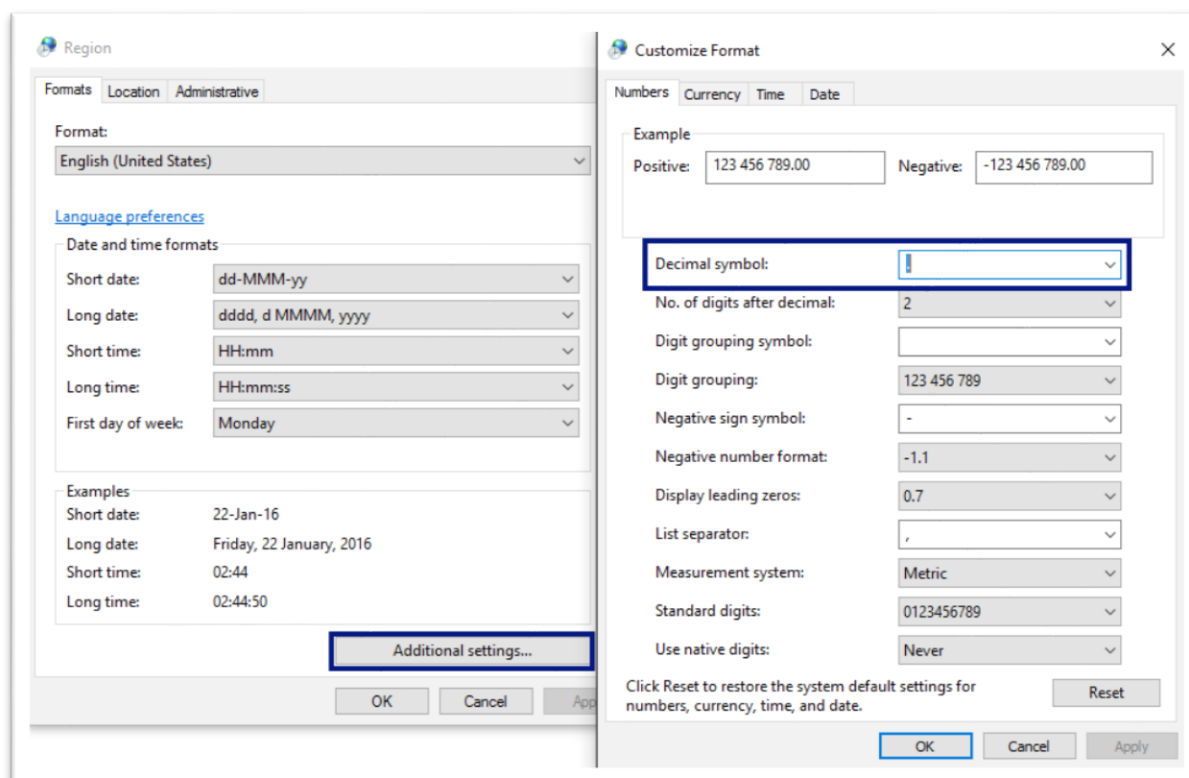 Region
Formats Location Administrative
Format:
English (United States)
Language preferences
Date and time formats
Short date: dd-MMM-yy
Long date: dddd, d MMMM, yyyy
Short time: HH:mm
Long time: HH:mm:ss
First day of week: Monday
Examples
Short date: 22-Jan-16
Long date: Friday, 22 January, 2016
Short time: 02:44
Long time: 02:44:50
Additional settings...
OK Cancel App
Customize Format
Numbers Currency Time Date
Example
Positive: 123 456 789.00 Negative: -123 456 789.00
Decimal symbol: .
No. of digits after decimal: 2
Digit grouping symbol:
Digit grouping: 123 456 789
Negative sign symbol: -
Negative number format: -1.1
Display leading zeros: 0.7
List separator: ,
Measurement system: Metric
Standard digits: 0123456789
Use native digits: Never
Click Reset to restore the system default settings for
numbers, currency, time, and date.
Reset
OK Cancel Apply